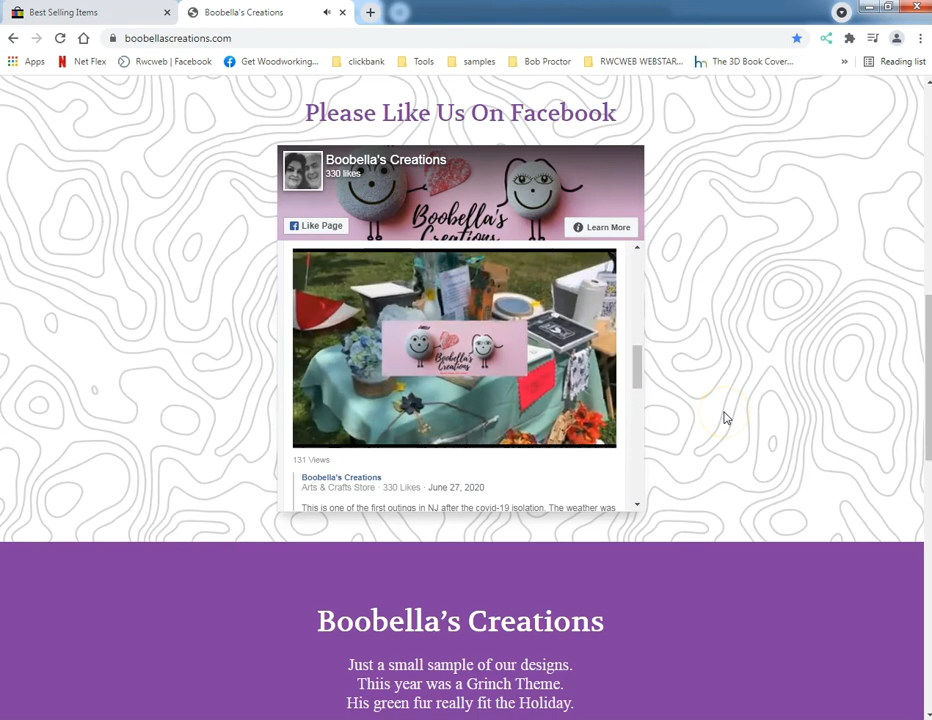 Best Selling Items
Boobella's Creations
boobellascreations.com
Apps
Net Flex
Rwcweb | Facebook
Get Woodworking...
clickbank
Tools
samples
Bob Proctor
RWCWEB WEBSTAR...
The 3D Book Cover...
»
Reading list
Please Like Us On Facebook
Boobella's Creations
330 likes
Boobella's
Creations
Like Page
Learn More
Boobella's
Creations
131 Views
Boobella's Creations
Arts & Crafts Store · 330 Likes · June 27, 2020
This is one of the first outings in NJ after the covid-19 isolation. The weather was
Boobella's Creations
Just a small sample of our designs.
Thiis year was a Grinch Theme.
His green fur really fit the Holiday.